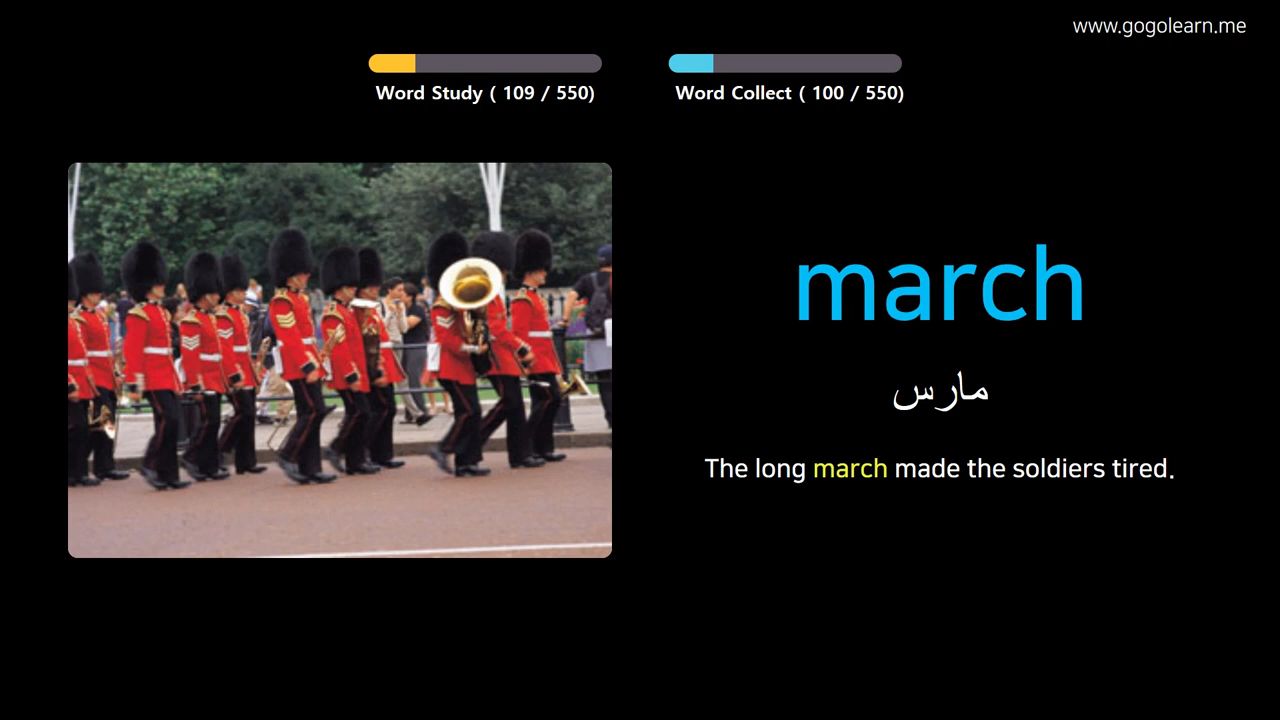 www.gogolearn.me
Word Study ( 109 / 550)
Word Collect ( 100 / 550)
march
مارس
The long march made the soldiers tired.